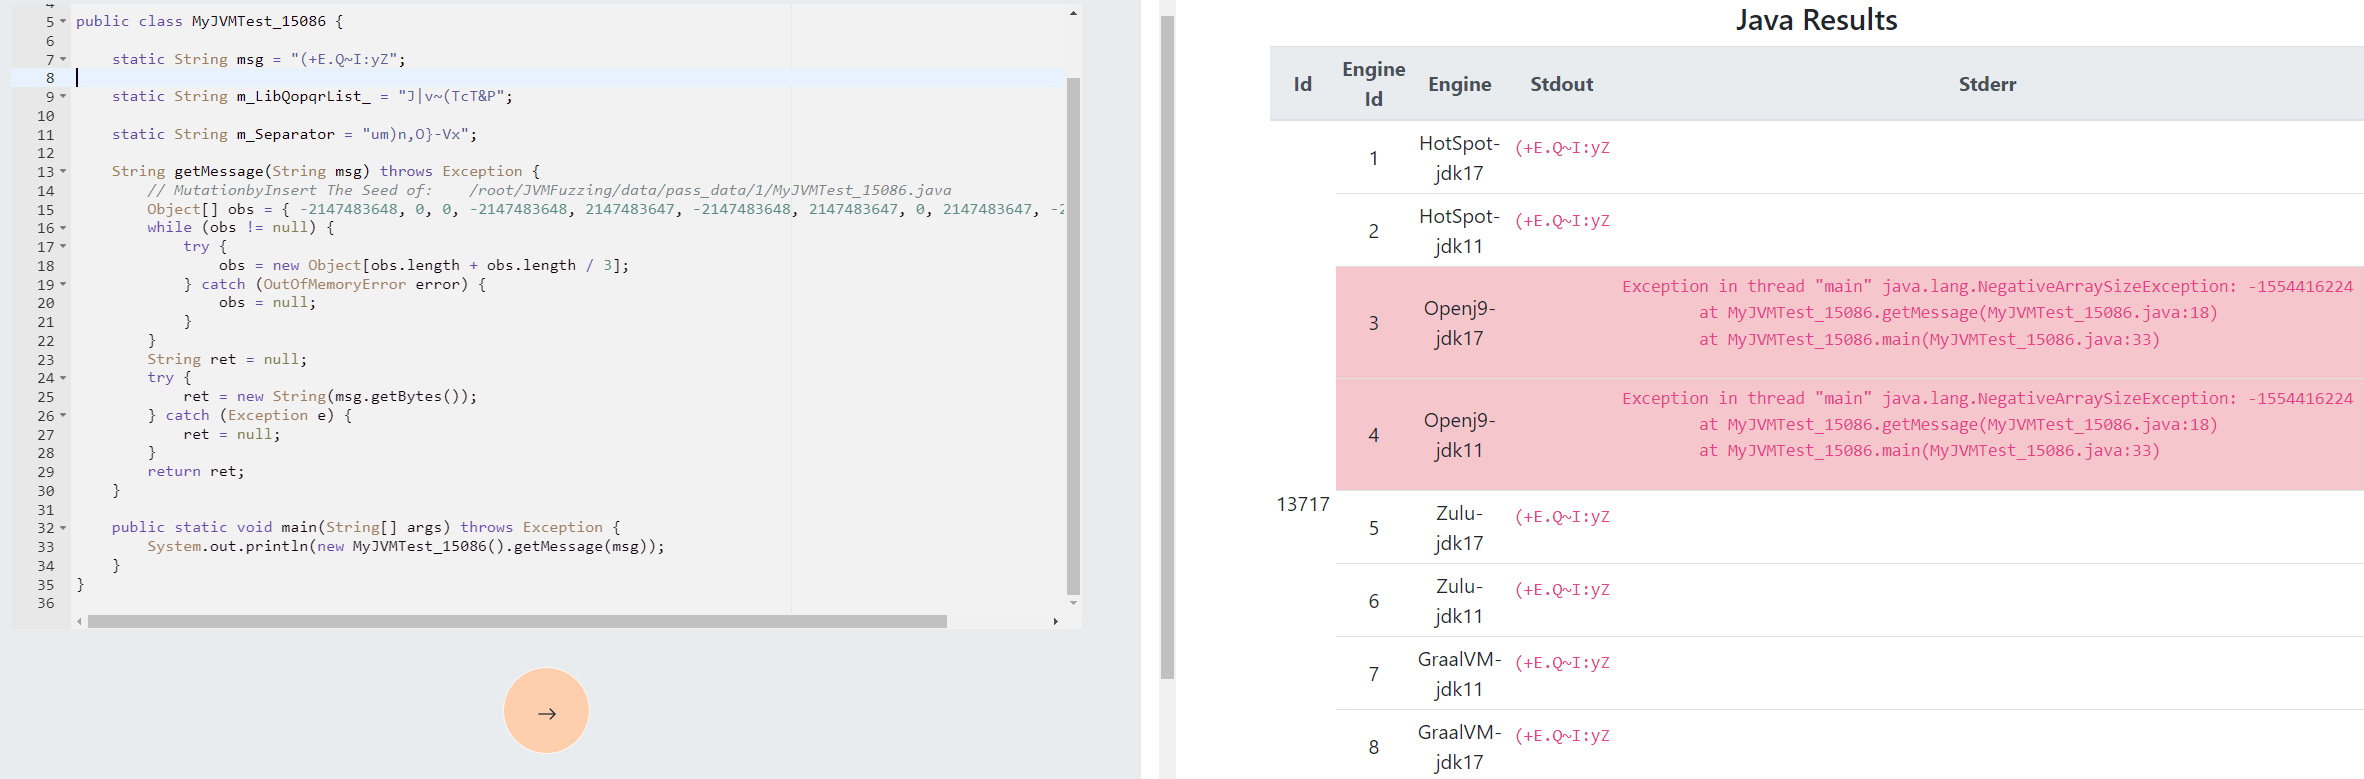 4
5 public class MyJVMTest_15086 {
6
7 static String msg = "(+E.Q~I:yZ";
8
9 static String m_LibQopqrList_ = "J|v~(TcT&P";
10
11 static String m_Separator = "um)n,O}-Vx";
12
13 String getMessage(String msg) throws Exception {
14 // MutationbyInsert The Seed of: /root/JVMFuzzing/data/pass_data/1/MyJVMTest_15086.java
15 Object[] obs = { -2147483648, 0, 0, -2147483648, 2147483647, -2147483648, 2147483647, 0, 2147483647, -2
16 while (obs != null) {
17 try {
18 obs = new Object[obs.length + obs.length / 3];
19 } catch (OutOfMemoryError error) {
20 obs = null;
21 }
22 }
23 String ret = null;
24 try {
25 ret = new String(msg.getBytes());
26 } catch (Exception e) {
27 ret = null;
28 }
29 return ret;
30 }
31
32 public static void main(String[] args) throws Exception {
33 System.out.println(new MyJVMTest_15086().getMessage(msg));
34 }
35 }
36
→
Java Results
Id Engine Id Engine Stdout Stderr
13717
1 HotSpot-jdk17 (+E.Q~I:yZ
2 HotSpot-jdk11 (+E.Q~I:yZ
3 Openj9-jdk17 Exception in thread "main" java.lang.NegativeArraySizeException: -1554416224
at MyJVMTest_15086.getMessage(MyJVMTest_15086.java:18)
at MyJVMTest_15086.main(MyJVMTest_15086.java:33)
4 Openj9-jdk11 Exception in thread "main" java.lang.NegativeArraySizeException: -1554416224
at MyJVMTest_15086.getMessage(MyJVMTest_15086.java:18)
at MyJVMTest_15086.main(MyJVMTest_15086.java:33)
5 Zulu-jdk17 (+E.Q~I:yZ
6 Zulu-jdk11 (+E.Q~I:yZ
7 GraalVM-jdk11 (+E.Q~I:yZ
8 GraalVM-jdk17 (+E.Q~I:yZ